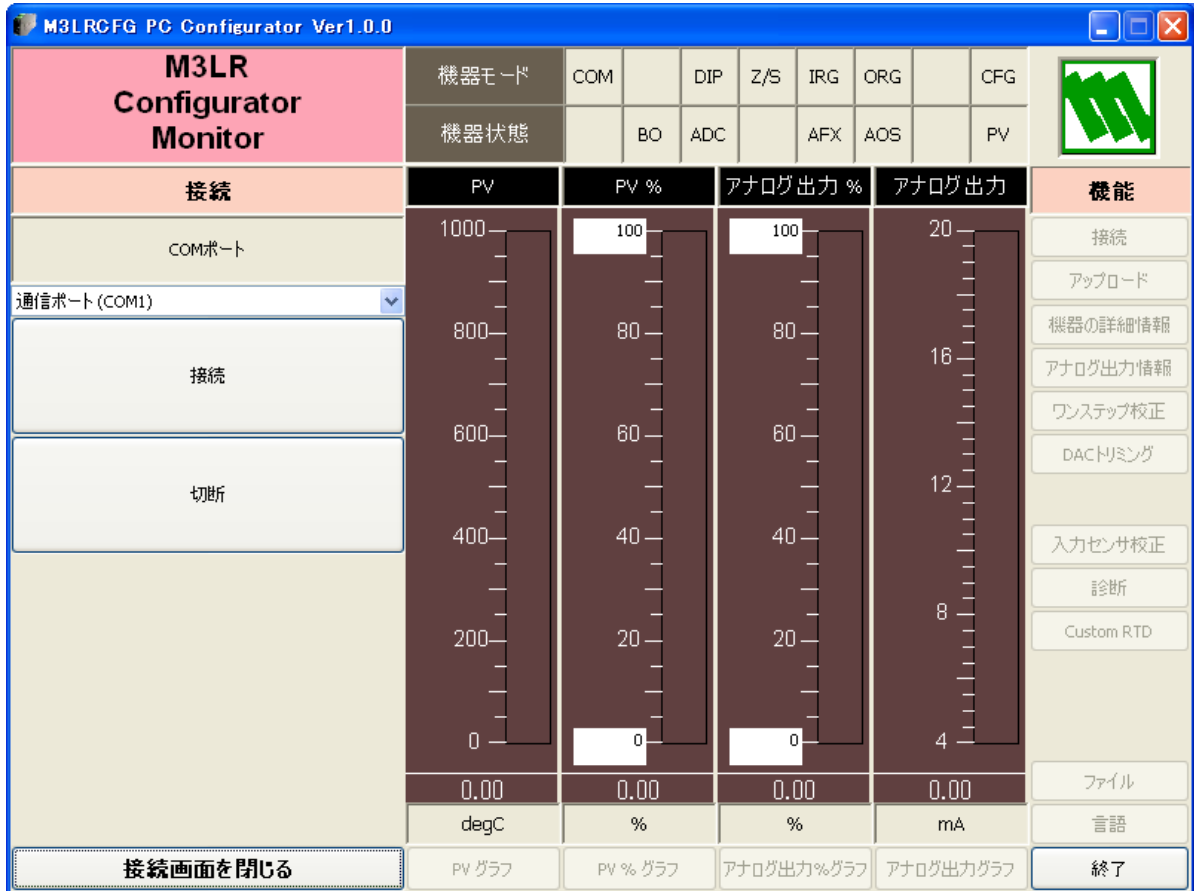 M3LRCFG PC Configurator Ver1.0.0
M3LR
Configurator
Monitor
機器モード
COM
DIP
Z/S
IRG
ORG
CFG
機器状態
BO
ADC
AFX
AOS
PV
接続
COMポート
通信ポート(COM1)
接続
切断
接続画面を閉じる
PV
1000
800
600
400
200
0
0.00
degC
PV グラフ
PV %
100
80
60
40
20
0
0.00
%
PV % グラフ
アナログ出力 %
100
80
60
40
20
0
0.00
%
アナログ出力%グラフ
アナログ出力
20
16
12
8
4
0.00
mA
アナログ出力グラフ
機能
接続
アップロード
機器の詳細情報
アナログ出力情報
ワンステップ校正
DACトリミング
入力センサ校正
診断
Custom RTD
ファイル
言語
終了